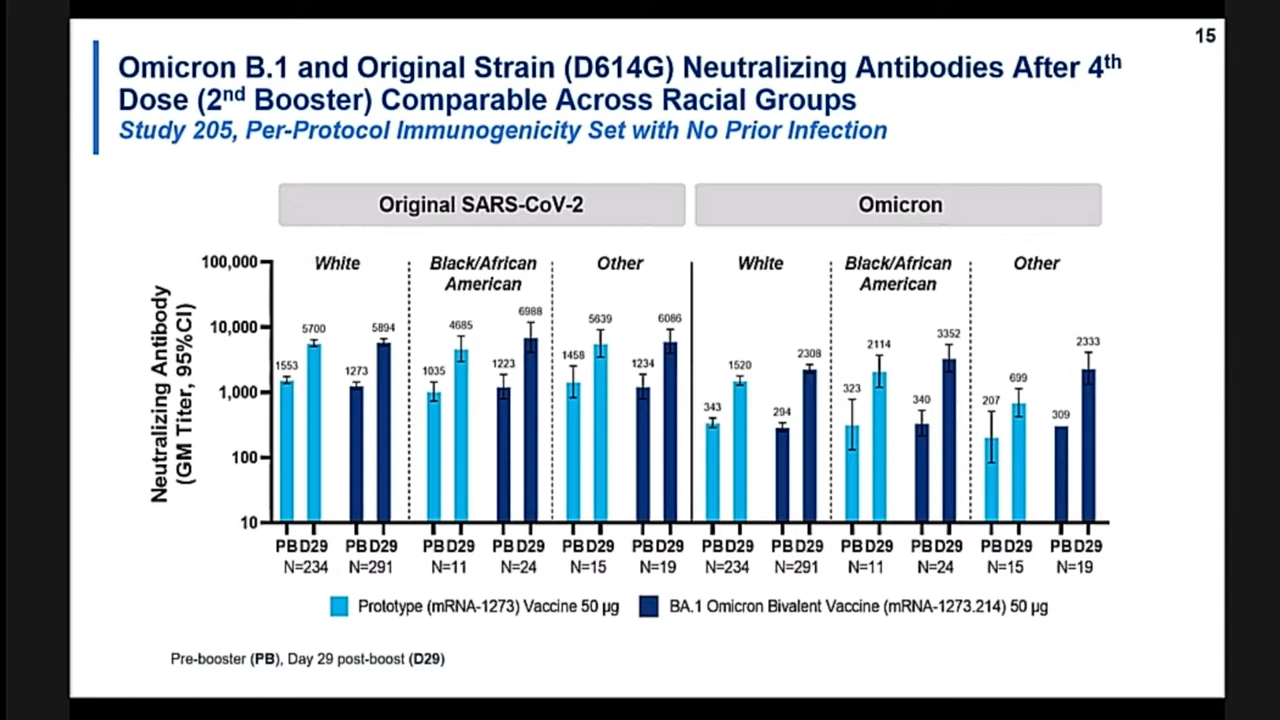 15
Omicron B.1 and Original Strain (D614G) Neutralizing Antibodies After 4th
Dose (2nd Booster) Comparable Across Racial Groups
Study 205, Per-Protocol Immunogenicity Set with No Prior Infection
Original SARS-CoV-2
Omicron
Neutralizing Antibody
(GM Titer, 95%CI)
100,000
10,000
1,000
100
10
White
Black/African
American
Other
White
Black/African
American
Other
1553
5700
1273
5894
1035
4685
1223
6988
1458
5639
1234
6086
343
1520
294
2308
323
2114
340
3352
207
699
309
2333
PB D29 PB D29 PB D29 PB D29 PB D29 PB D29 PB D29 PB D29 PB D29 PB D29 PB D29 PB D29
N=234 N=291 N=11 N=24 N=15 N=19 N=234 N=291 N=11 N=24 N=15 N=19
Prototype (mRNA-1273) Vaccine 50 µg
BA.1 Omicron Bivalent Vaccine (mRNA-1273.214) 50 µg
Pre-booster (PB), Day 29 post-boost (D29)